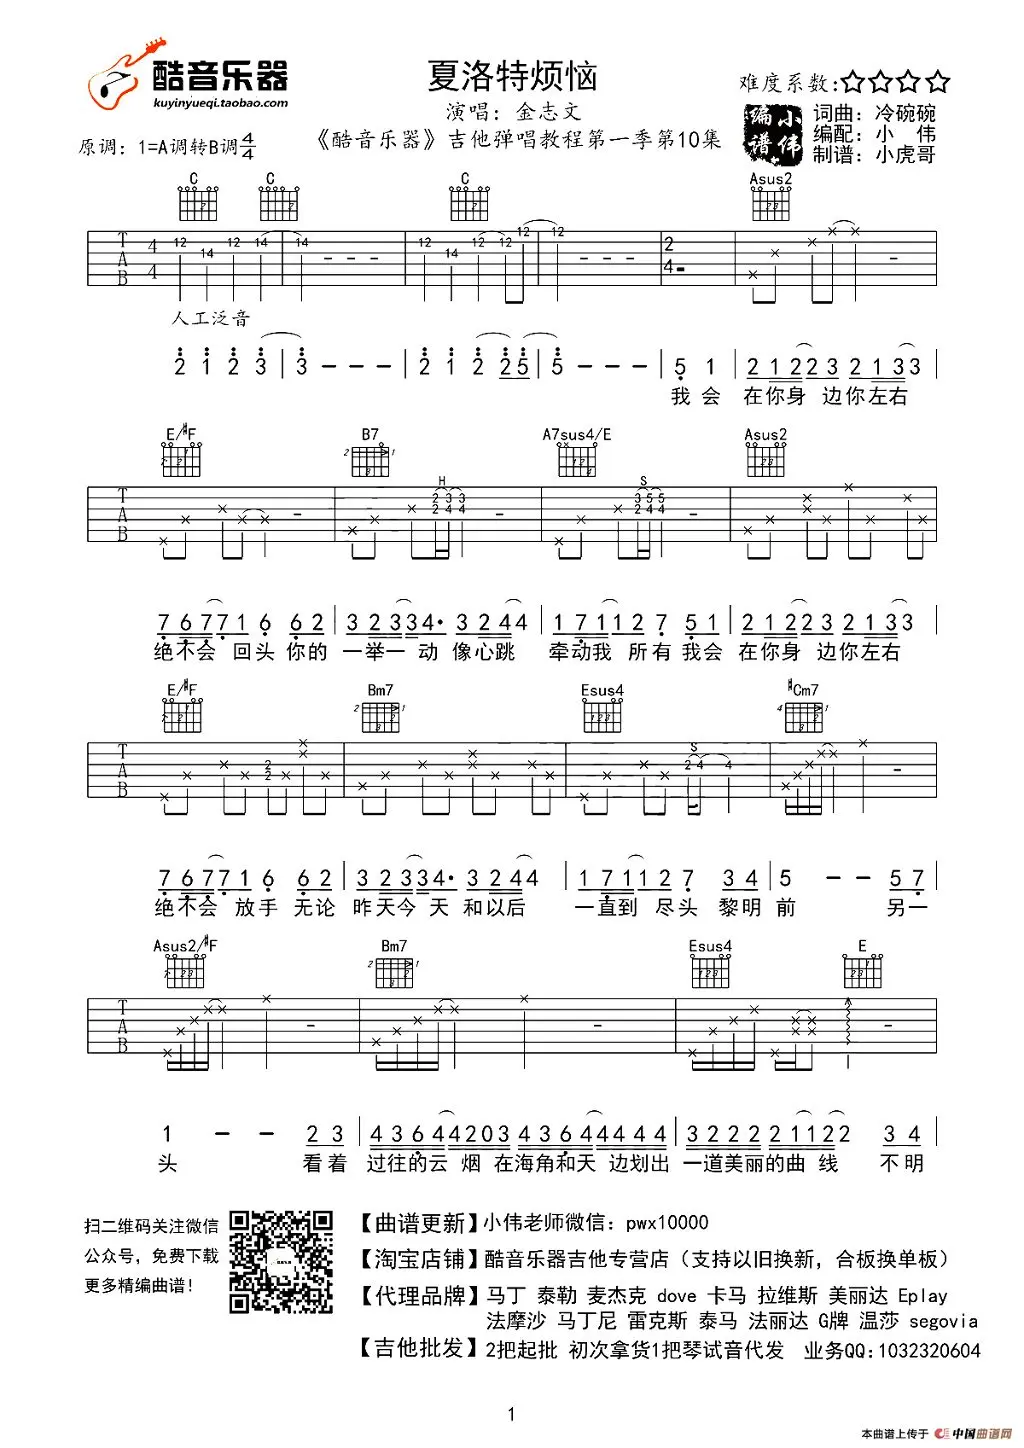 酷音乐器
kuyinyueqi.taobao.com
夏洛特烦恼
演唱：金志文
《酷音乐器》吉他弹唱教程第一季第10集
难度系数:☆☆☆☆
小伟编谱
词曲：冷碗碗
编配：小 伟
制谱：小虎哥
原调：1=A调转B调 4/4
C C C Asus2
T A B 4 4 12 14 12 14 14 - - - 12 14 12 12 12 12 - - - 2 4 -
人工泛音
2 1 2 3 | 3 - - - | 2 1 2 2 5 | 5 - - - | 5 1 | 2 1 2 2 3 2 1 3 3 |
我 会 在你身 边你左右
E/#F B7 A7sus4/E Asus2
H S
7 6 7 7 1 6 6 2 | 3 2 3 3 4· 3 2 4 4 | 1 7 1 1 2 7 5 1 | 2 1 2 2 3 2 1 3 3
绝不会 回头 你的 一举一 动 像心跳 牵动我 所有 我会 在你身 边你左右
E/#F Bm7 Esus4 #Cm7
S
7 6 7 7 1 6 6 2 | 3 2 3 3 4· 3 2 4 4 | 1 7 1 1 2 7 3 4 | 5 - - 5 7 |
绝不会 放手 无论 昨天今 天 和以后 一直到 尽头 黎明 前 另一
Asus2/#F Bm7 Esus4 E
1 - - 2 3 | 4 3 6 4 4 2 0 3 4 3 6 4 4 4 4 4 | 3 2 2 2 2 1 1 2 2 3 4 |
头 看着 过往的云 烟 在海角和天 边划出 一道美丽的曲 线 不明
扫二维码关注微信
公众号，免费下载
更多精编曲谱！
【曲谱更新】小伟老师微信：pwx10000
【淘宝店铺】酷音乐器吉他专营店（支持以旧换新，合板换单板）
【代理品牌】马丁 泰勒 麦杰克 dove 卡马 拉维斯 美丽达 Eplay
法摩沙 马丁尼 雷克斯 泰马 法丽达 G牌 温莎 segovia
【吉他批发】2把起批 初次拿货1把琴试音代发 业务QQ:1032320604
1
本曲谱上传于 中国曲谱网